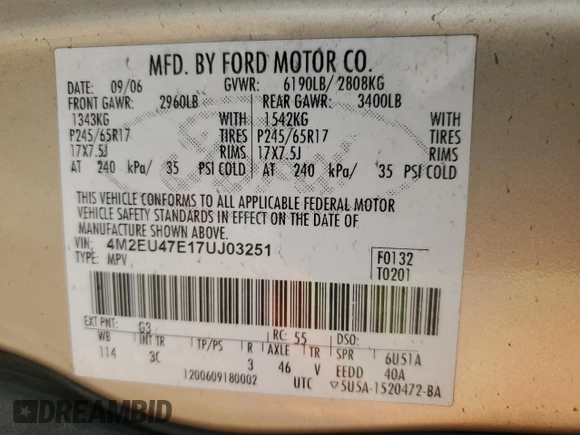 MFD. BY FORD MOTOR CO.
DATE: 09/06 GVWR: 6190LB/ 2808KG
FRONT GAWR: 2960LB REAR GAWR: 3400LB
1343KG WITH 1542KG WITH
P245/65R17 TIRES P245/65R17 TIRES
17X7.5J RIMS 17X7.5J RIMS
AT 240 kPa/ 35 PSI COLD AT 240 kPa/ 35 PSI COLD
THIS VEHICLE CONFORMS TO ALL APPLICABLE FEDERAL MOTOR
VEHICLE SAFETY STANDARDS IN EFFECT ON THE DATE OF
MANUFACTURE SHOWN ABOVE.
VIN: 4M2EU47E17UJ03251
TYPE: MPV
F0132
T0201
EXT PNT: G3 RC: 55 DSO:
WB INT TR TP/PS R AXLE TR SPR 6U51A
114 3C 3 46 V EEDD 40A
1200609180002 UTC ▽5U5A-1520472-BA
DREAMBID